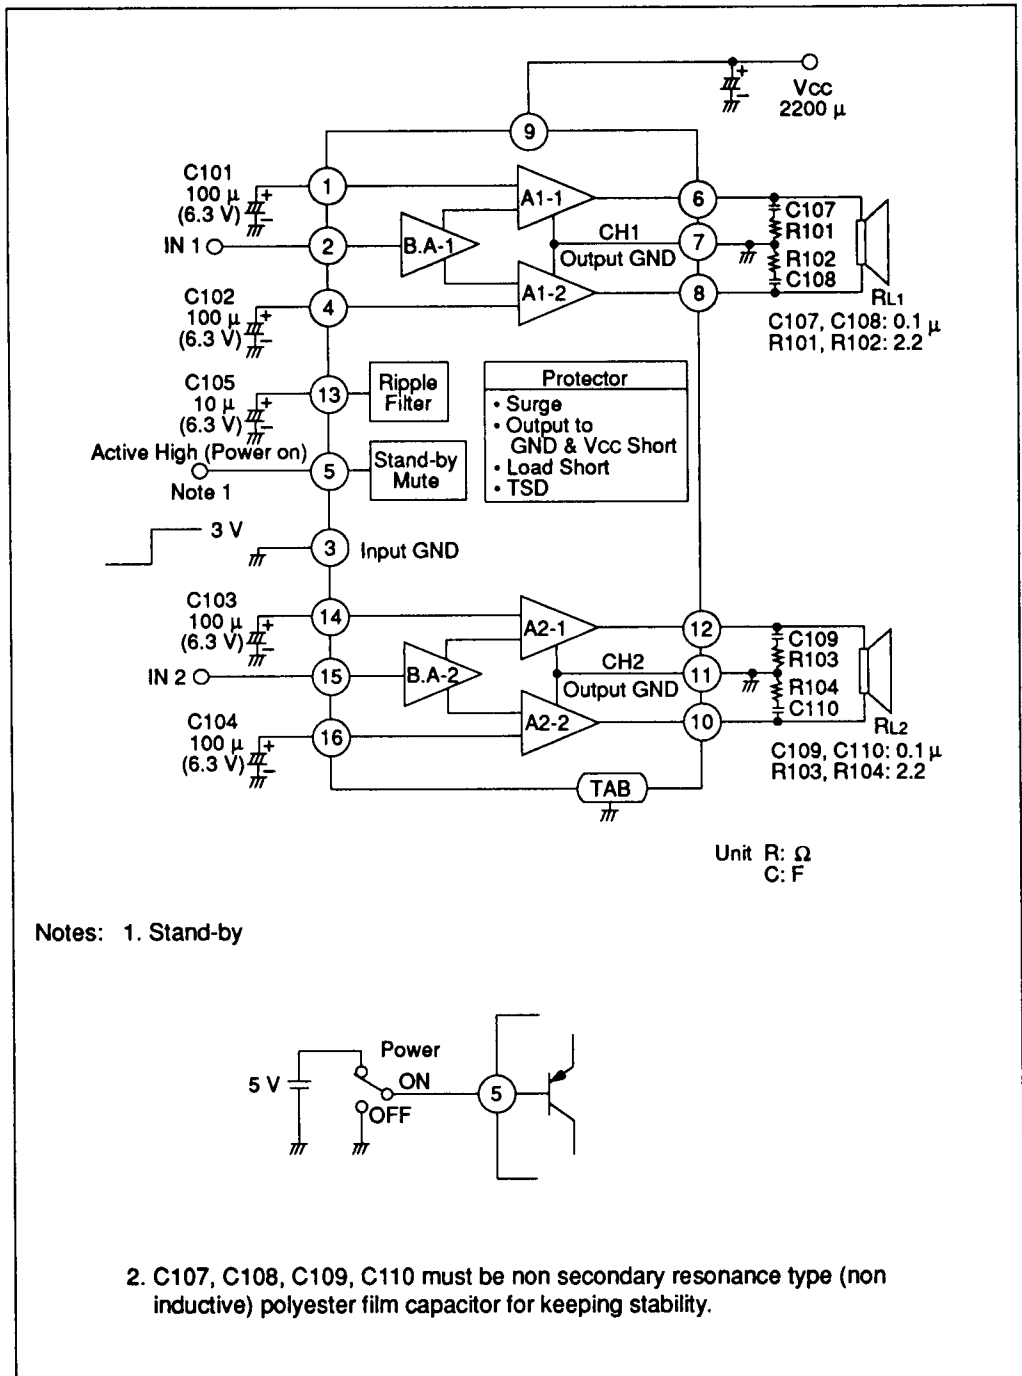 VCC
2200 µ
9
C101
100 µ
(6.3 V)
+
−
1
A1-1
6
C107
R101
IN 1
2
B.A-1
CH1
7
Output GND
R102
C108
C102
100 µ
(6.3 V)
+
−
4
A1-2
8
RL1
C107, C108: 0.1 µ
R101, R102: 2.2
C105
10 µ
(6.3 V)
+
−
13
Ripple
Filter
Protector
• Surge
• Output to
GND & VCC Short
• Load Short
• TSD
Active High (Power on)
5
Stand-by
Mute
Note 1
3 V
3
Input GND
C103
100 µ
(6.3 V)
+
−
14
A2-1
12
C109
R103
IN 2
15
B.A-2
CH2
11
Output GND
R104
C110
C104
100 µ
(6.3 V)
+
−
16
A2-2
10
RL2
C109, C110: 0.1 µ
R103, R104: 2.2
TAB
Unit R: Ω
C: F
Notes: 1. Stand-by
Power
5 V
ON
5
OFF
2. C107, C108, C109, C110 must be non secondary resonance type (non
inductive) polyester film capacitor for keeping stability.